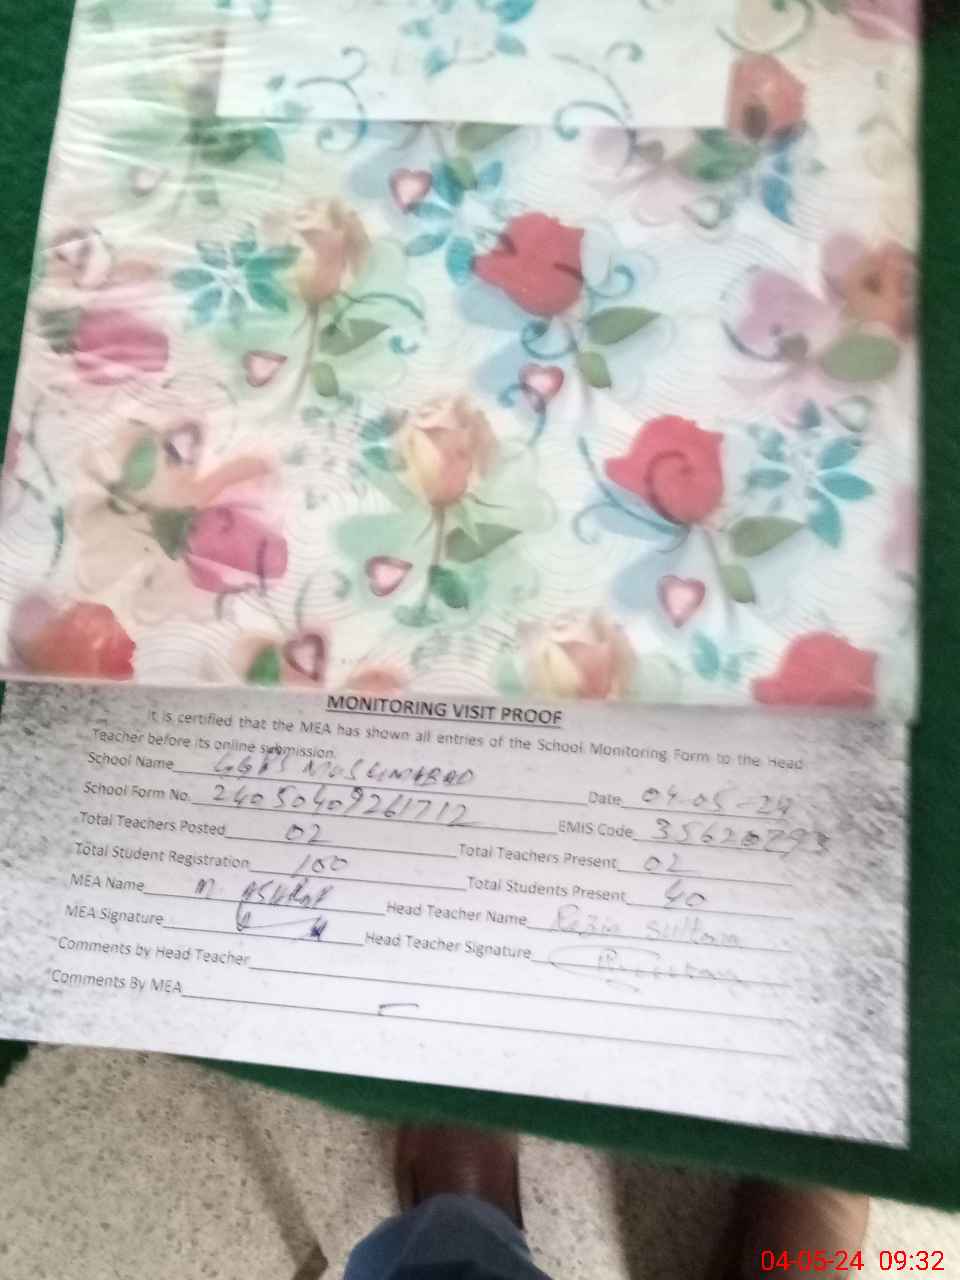 MONITORING VISIT PROOF
It is certified that the MEA has shown all entries of the School Monitoring Form to the Head
Teacher before its online submission.
School Name Date 04-05-24
School Form No. 24050409261712 EMIS Code
Total Teachers Posted 02 Total Teachers Present 02
Total Student Registration 100 Total Students Present 40
MEA Name M. ASHRAF Head Teacher Name Sultana
MEA Signature Head Teacher Signature
Comments by Head Teacher
Comments By MEA
04-05-24 09:32